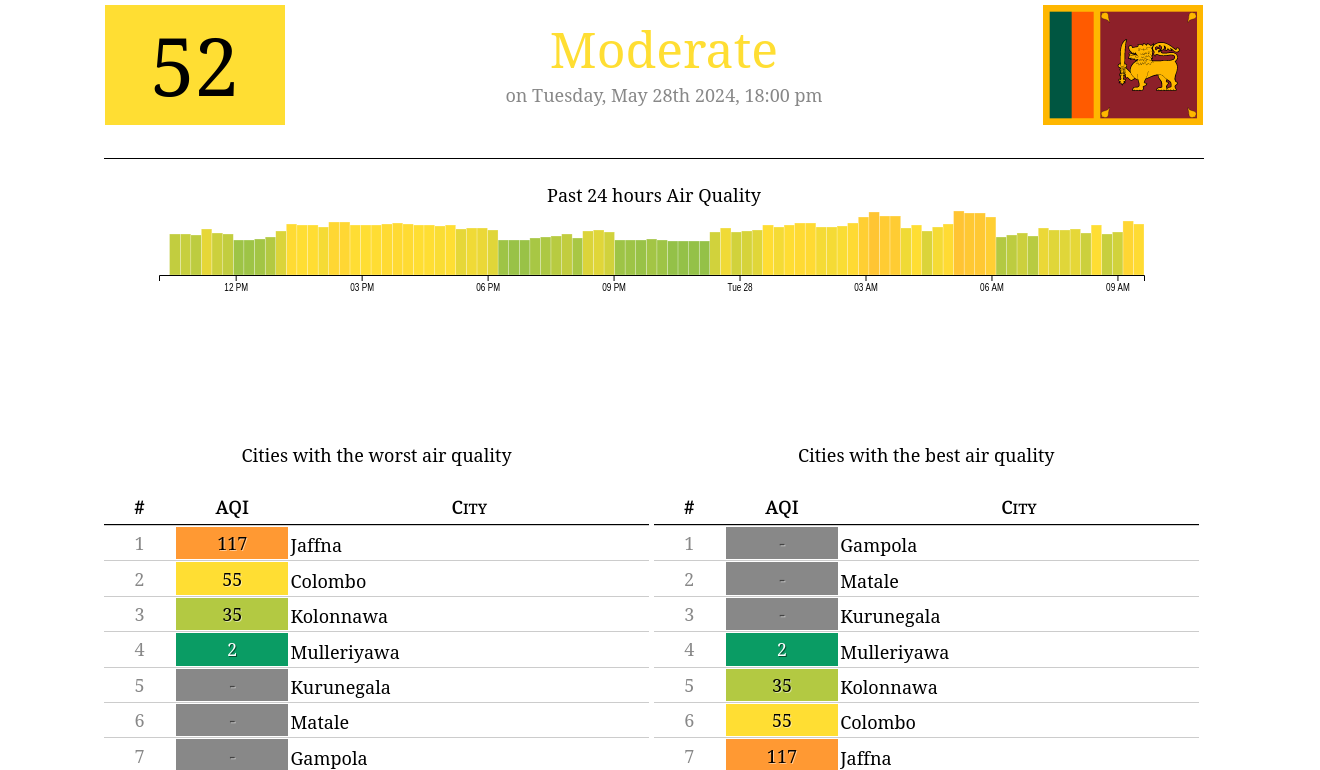 52
Moderate
on Tuesday, May 28th 2024, 18:00 pm
Past 24 hours Air Quality
12 PM 03 PM 06 PM 09 PM Tue 28 03 AM 06 AM 09 AM
Cities with the worst air quality
# AQI City
1 117 Jaffna
2 55 Colombo
3 35 Kolonnawa
4 2 Mulleriyawa
5 - Kurunegala
6 - Matale
7 - Gampola
Cities with the best air quality
# AQI City
1 - Gampola
2 - Matale
3 - Kurunegala
4 2 Mulleriyawa
5 35 Kolonnawa
6 55 Colombo
7 117 Jaffna